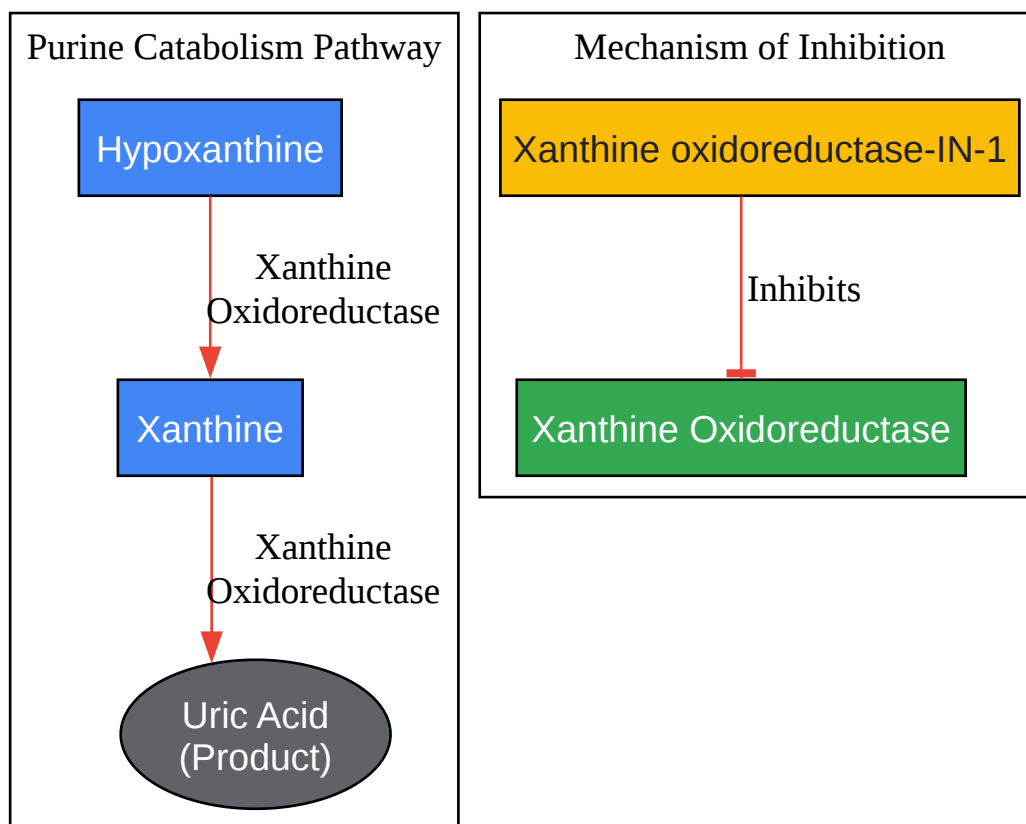 Purine Catabolism Pathway
Hypoxanthine
Xanthine
Oxidoreductase
Xanthine
Xanthine
Oxidoreductase
Uric Acid
(Product)
Mechanism of Inhibition
Xanthine oxidoreductase-IN-1
Inhibits
Xanthine Oxidoreductase